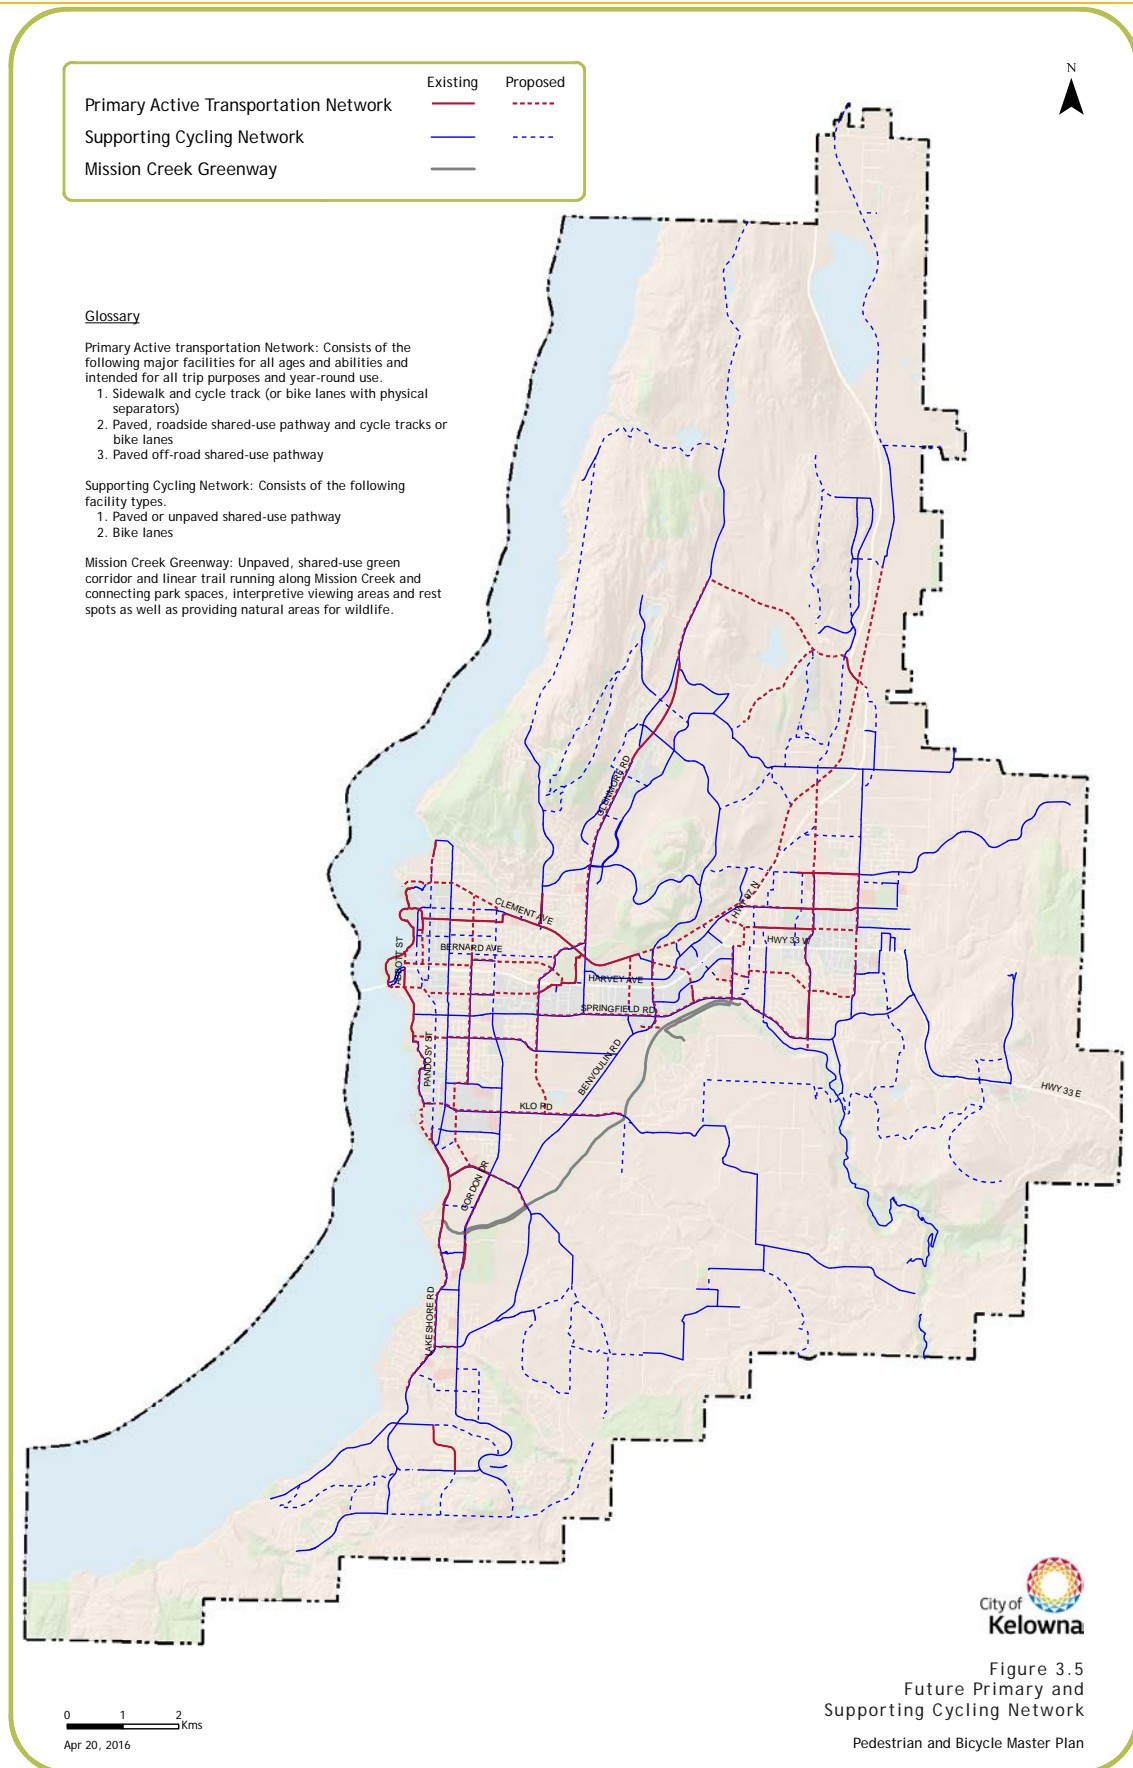 Existing Proposed
Primary Active Transportation Network
Supporting Cycling Network
Mission Creek Greenway
N
Glossary
Primary Active transportation Network: Consists of the
following major facilities for all ages and abilities and
intended for all trip purposes and year-round use.
1. Sidewalk and cycle track (or bike lanes with physical
separators)
2. Paved, roadside shared-use pathway and cycle tracks or
bike lanes
3. Paved off-road shared-use pathway
Supporting Cycling Network: Consists of the following
facility types.
1. Paved or unpaved shared-use pathway
2. Bike lanes
Mission Creek Greenway: Unpaved, shared-use green
corridor and linear trail running along Mission Creek and
connecting park spaces, interpretive viewing areas and rest
spots as well as providing natural areas for wildlife.
GLENMORE RD
CLEMENT AVE
HWY 97 N
ABBOTT ST
BERNARD AVE
HWY 33 W
HARVEY AVE
SPRINGFIELD RD
PANDOSY ST
BENVOULIN RD
HWY 33 E
KLO RD
GORDON DR
LAKESHORE RD
City of
Kelowna
Figure 3.5
Future Primary and
Supporting Cycling Network
Pedestrian and Bicycle Master Plan
0 1 2
Kms
Apr 20, 2016